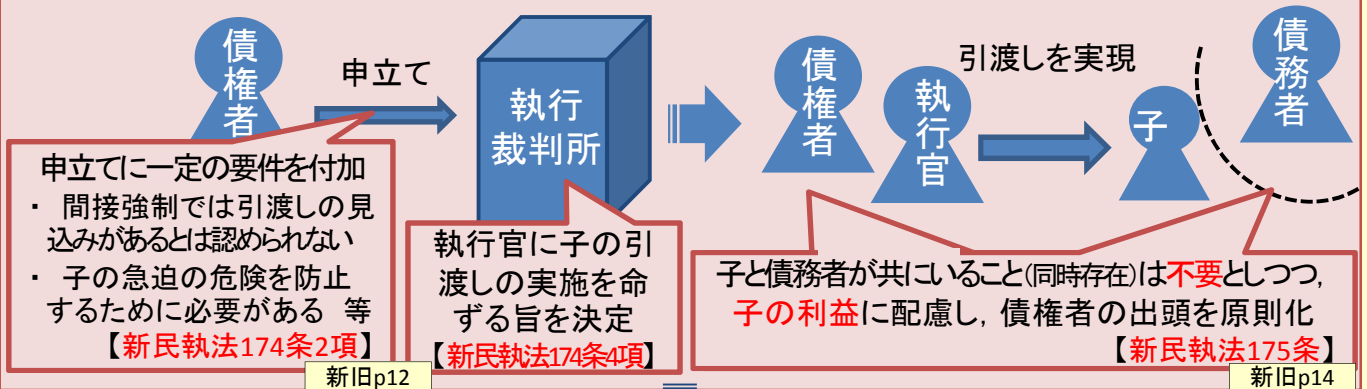 債権者
申立て
執行
裁判所
債権者
執行官
引渡しを実現
子
債務者
申立てに一定の要件を付加
・ 間接強制では引渡しの見
込みがあるとは認められない
・ 子の急迫の危険を防止
するために必要がある 等
【新民執法174条2項】
新旧p12
執行官に子の引
渡しの実施を命
ずる旨を決定
【新民執法174条4項】
子と債務者が共にいること(同時存在)は不要としつつ,
子の利益に配慮し, 債権者の出頭を原則化
【新民執法175条】
新旧p14